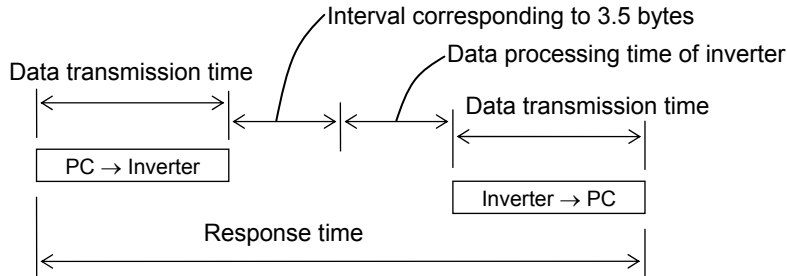 Interval corresponding to 3.5 bytes
Data processing time of inverter
Data transmission time
Data transmission time
PC → Inverter
Inverter → PC
Response time